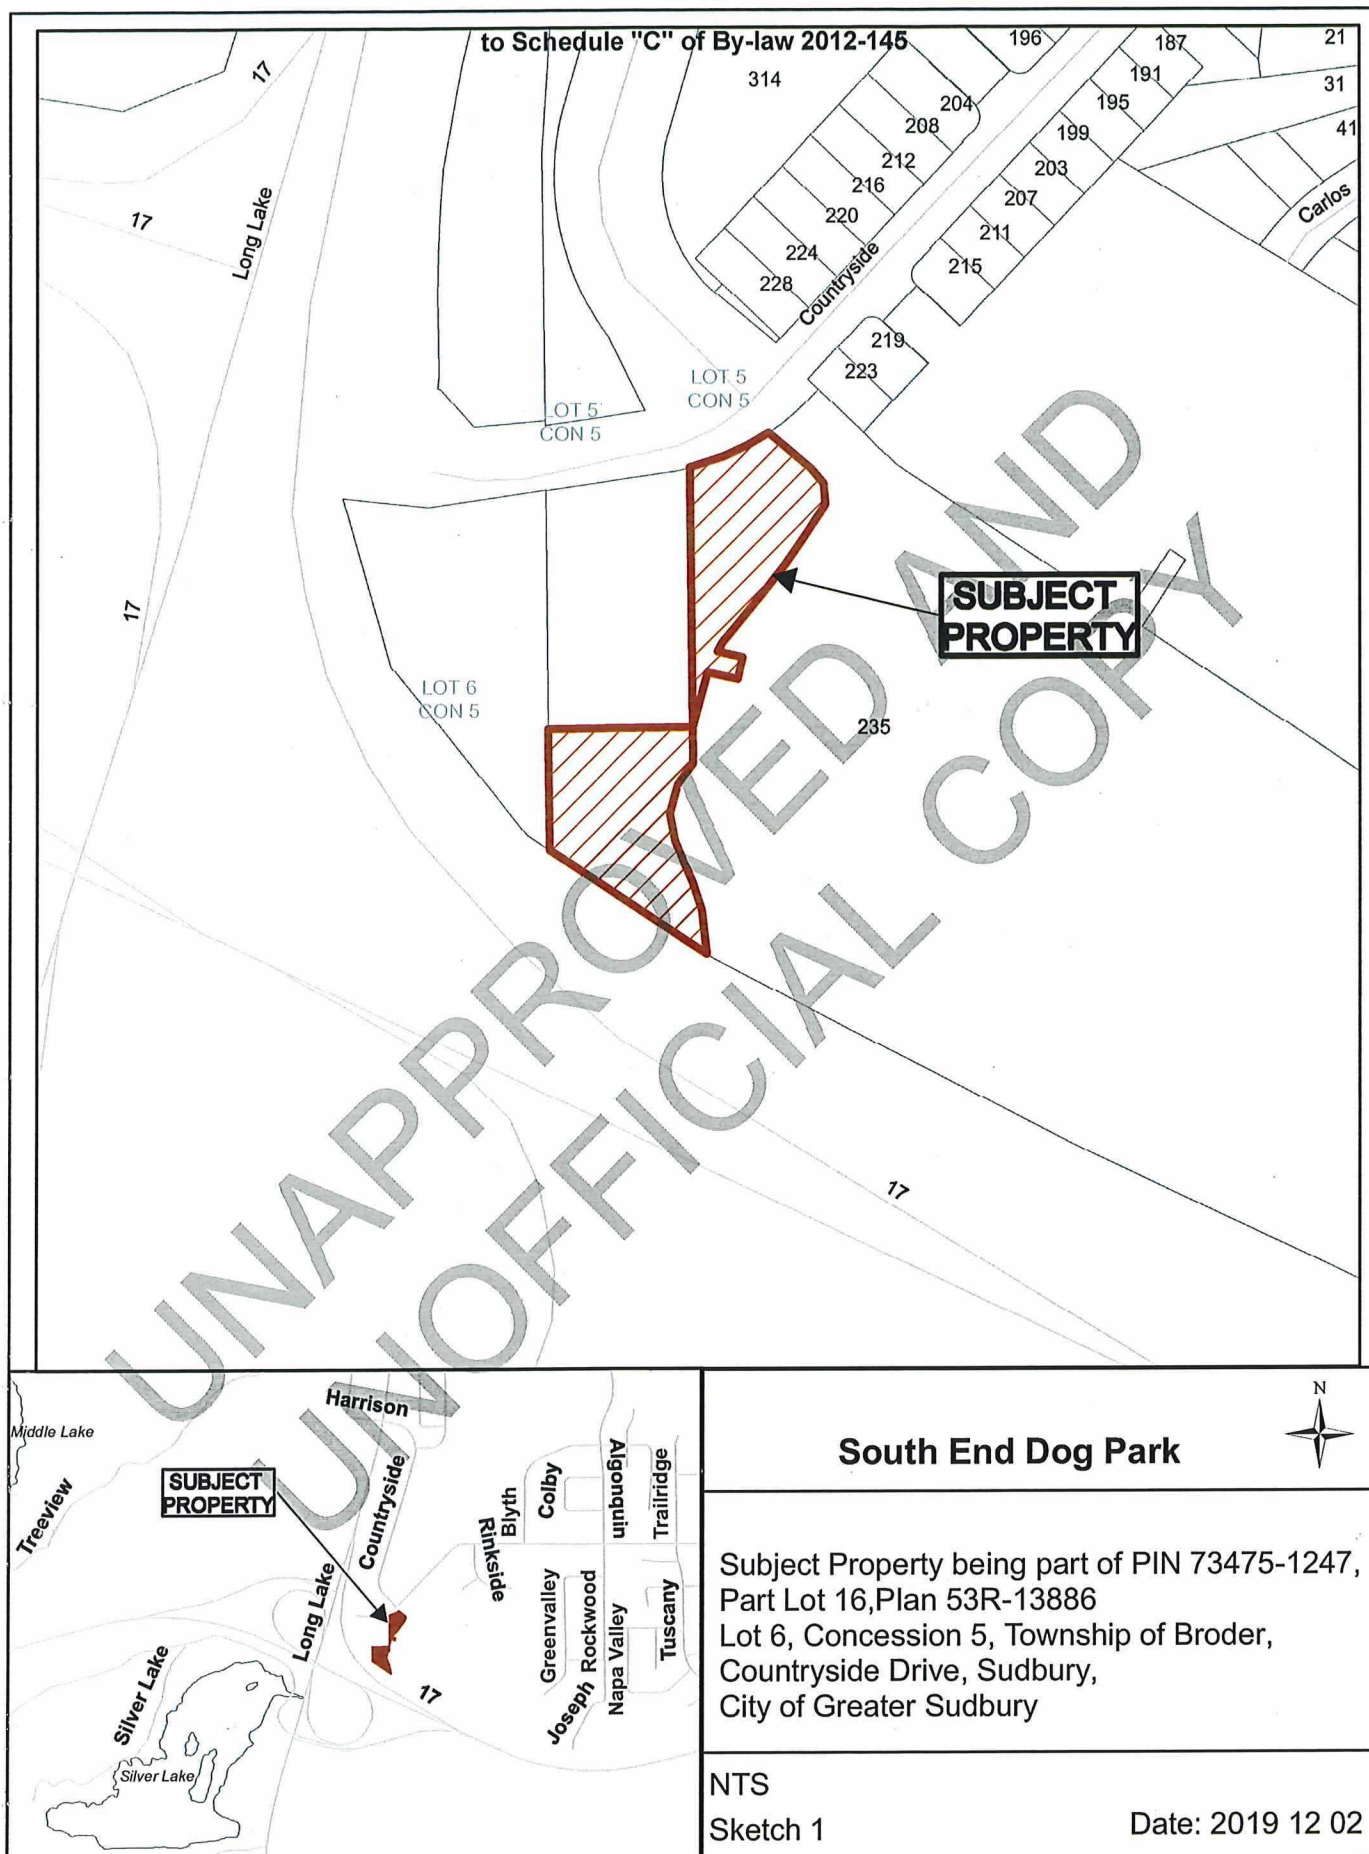 to Schedule "C" of By-law 2012-145
196
187
21
17
314
191
31
204
195
208
199
41
212
203
216
207
Carlos
17
220
211
Long Lake
224
215
228
Countryside
219
223
LOT 5
CON 5
LOT 5
CON 5
SUBJECT
PROPERTY
17
LOT 6
CON 5
235
17
UNAPPROVED AND
UNOFFICIAL COPY
Harrison
Middle Lake
SUBJECT
PROPERTY
Treeview
Countryside
Blyth
Colby
Algonquin
Trailridge
Rinkside
Long Lake
Greenvalley
Rockwood
Napa Valley
Tuscany
Joseph
Silver Lake
17
Silver Lake
N
South End Dog Park
Subject Property being part of PIN 73475-1247,
Part Lot 16,Plan 53R-13886
Lot 6, Concession 5, Township of Broder,
Countryside Drive, Sudbury,
City of Greater Sudbury
NTS
Sketch 1
Date: 2019 12 02